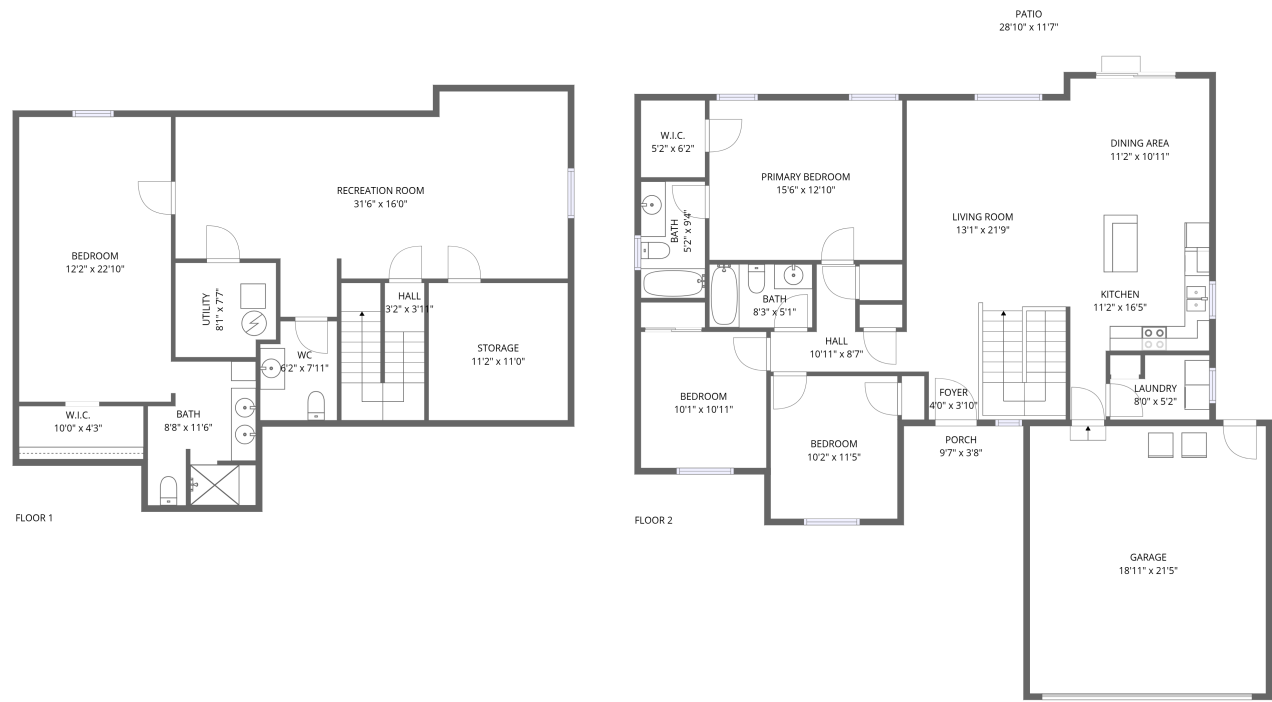 PATIO
28'10" x 11'7"
RECREATION ROOM
31'6" x 16'0"
BEDROOM
12'2" x 22'10"
UTILITY
8'1" x 7'7"
HALL
3'2" x 3'11"
WC
6'2" x 7'11"
STORAGE
11'2" x 11'0"
W.I.C.
10'0" x 4'3"
BATH
8'8" x 11'6"
FLOOR 1
W.I.C.
5'2" x 6'2"
PRIMARY BEDROOM
15'6" x 12'10"
DINING AREA
11'2" x 10'11"
BATH
5'2" x 9'4"
LIVING ROOM
13'1" x 21'9"
BATH
8'3" x 5'1"
KITCHEN
11'2" x 16'5"
HALL
10'11" x 8'7"
BEDROOM
10'1" x 10'11"
FOYER
4'0" x 3'10"
LAUNDRY
8'0" x 5'2"
BEDROOM
10'2" x 11'5"
PORCH
9'7" x 3'8"
GARAGE
18'11" x 21'5"
FLOOR 2